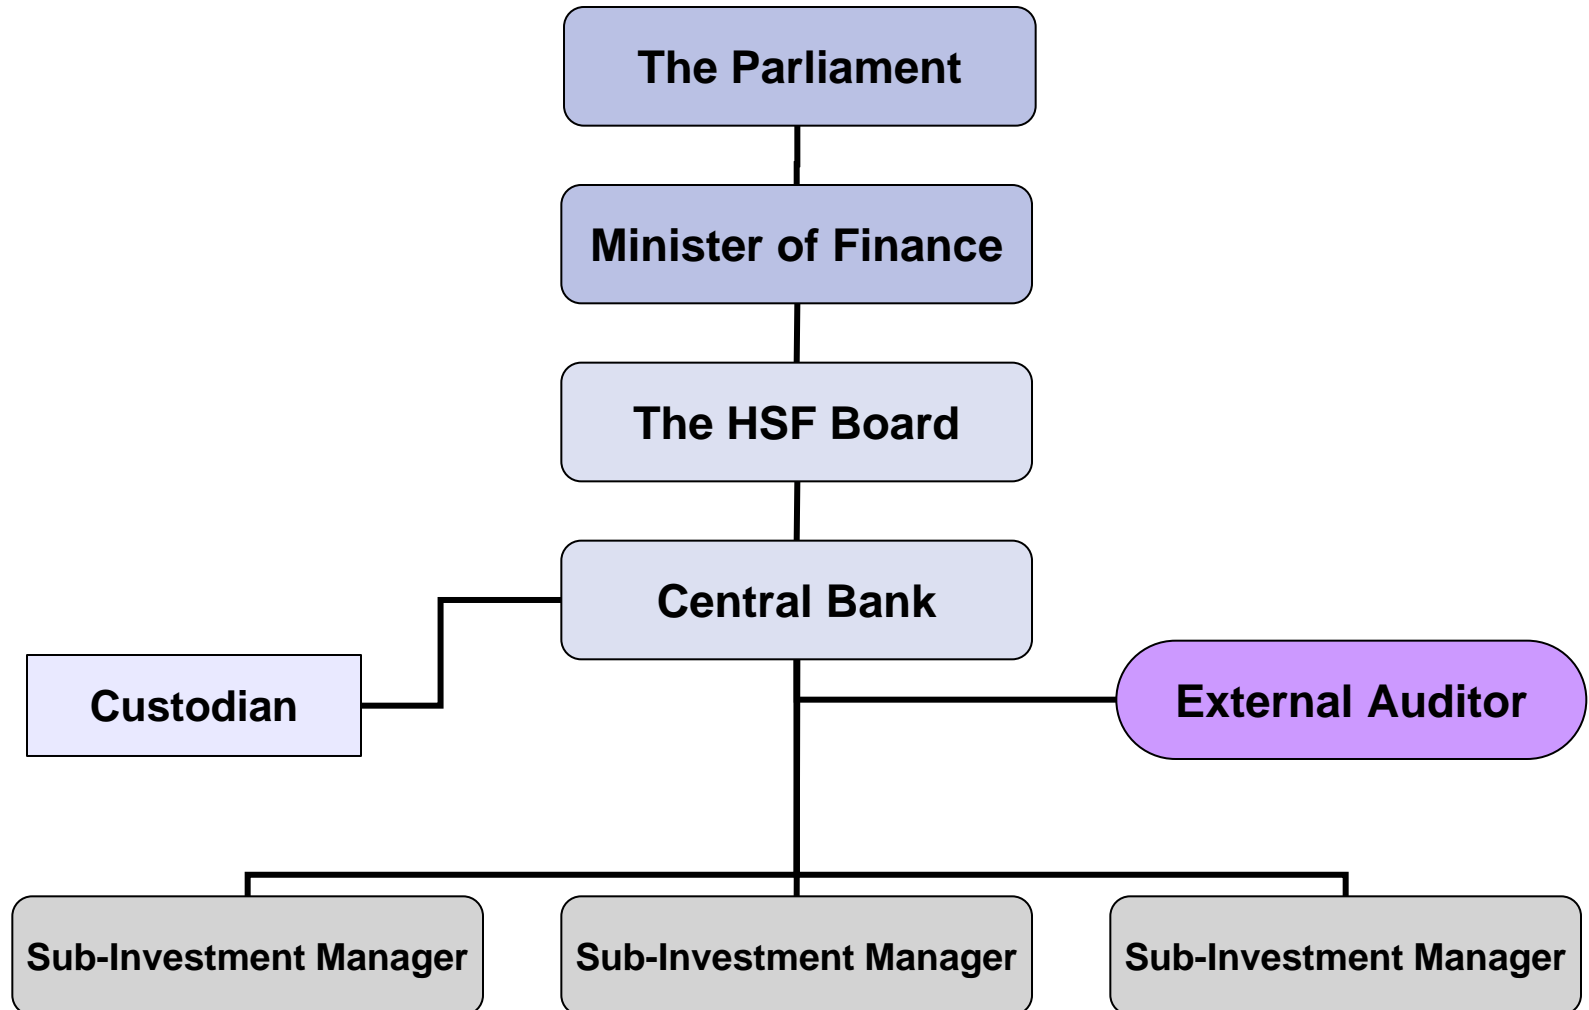 The Parliament
Minister of Finance
The HSF Board
Central Bank
Custodian
External Auditor
Sub-Investment Manager
Sub-Investment Manager
Sub-Investment Manager